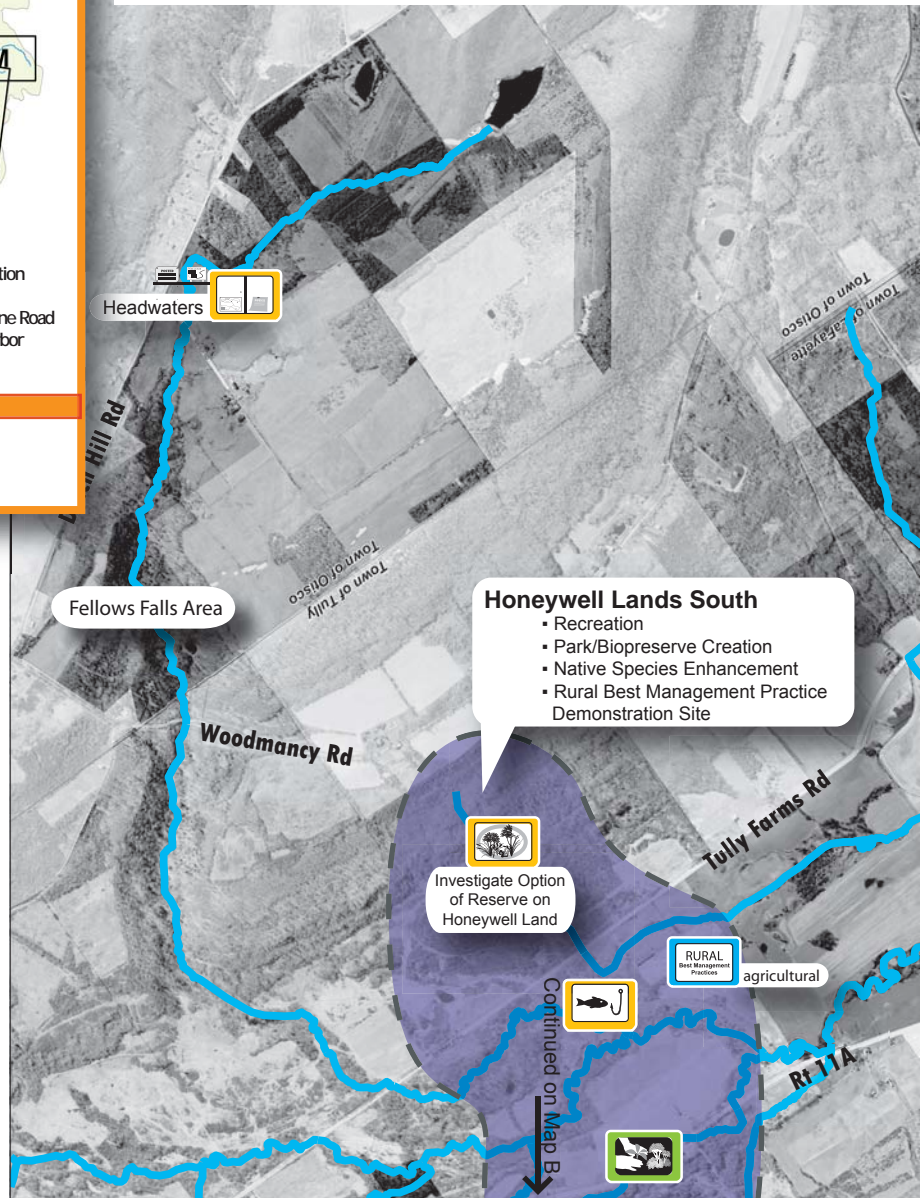 M
tion
ne Road
bor
Headwaters
Hill Rd
Town of Otisco
Town of LaFayette
Town of Otisco
Town of Tully
Fellows Falls Area
Honeywell Lands South
▪ Recreation
▪ Park/Biopreserve Creation
▪ Native Species Enhancement
▪ Rural Best Management Practice
Demonstration Site
Woodmancy Rd
Tully Farms Rd
Investigate Option
of Reserve on
Honeywell Land
RURAL
Best Management
Practices
agricultural
Continued on Map B
Rt 11A